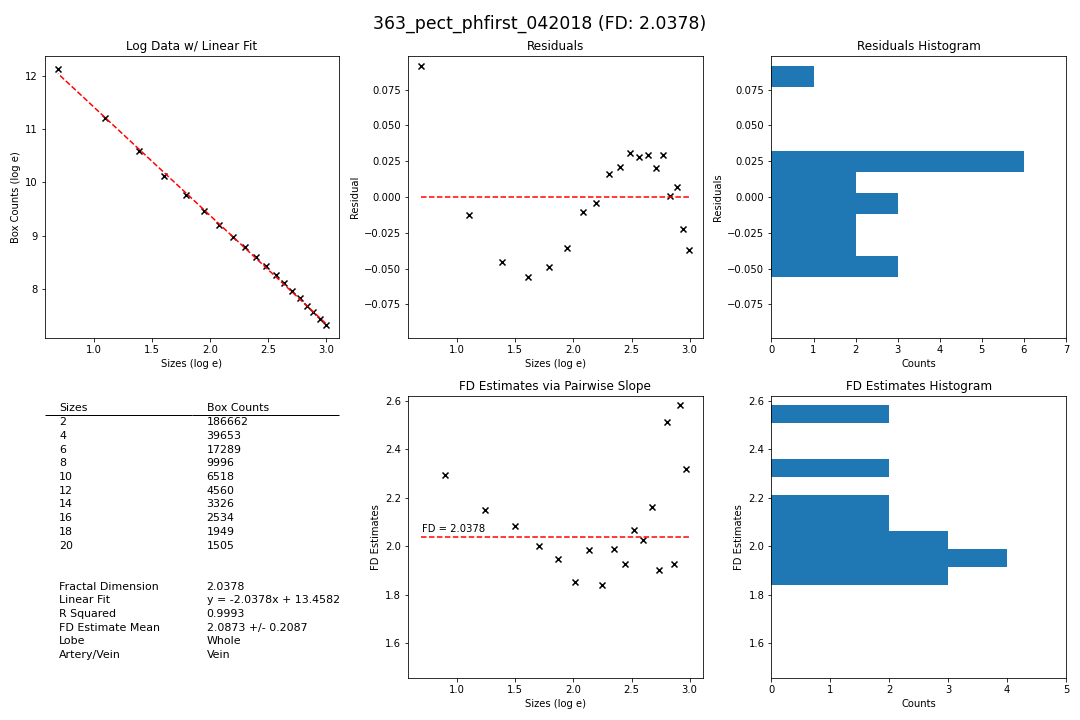 363_pect_phfirst_042018 (FD: 2.0378)
Log Data w/ Linear Fit
12
11
10
9
8
Box Counts (log e)
1.0 1.5 2.0 2.5 3.0
Sizes (log e)
Residuals
0.075
0.050
0.025
0.000
−0.025
−0.050
−0.075
Residual
1.0 1.5 2.0 2.5 3.0
Sizes (log e)
Residuals Histogram
0.075
0.050
0.025
0.000
−0.025
−0.050
−0.075
Residuals
0 1 2 3 4 5 6 7
Counts
Sizes Box Counts
2 186662
4 39653
6 17289
8 9996
10 6518
12 4560
14 3326
16 2534
18 1949
20 1505
Fractal Dimension 2.0378
Linear Fit y = -2.0378x + 13.4582
R Squared 0.9993
FD Estimate Mean 2.0873 +/- 0.2087
Lobe Whole
Artery/Vein Vein
FD Estimates via Pairwise Slope
2.6
2.4
2.2
2.0
1.8
1.6
FD Estimates
FD = 2.0378
1.0 1.5 2.0 2.5 3.0
Sizes (log e)
FD Estimates Histogram
2.6
2.4
2.2
2.0
1.8
1.6
FD Estimates
0 1 2 3 4 5
Counts